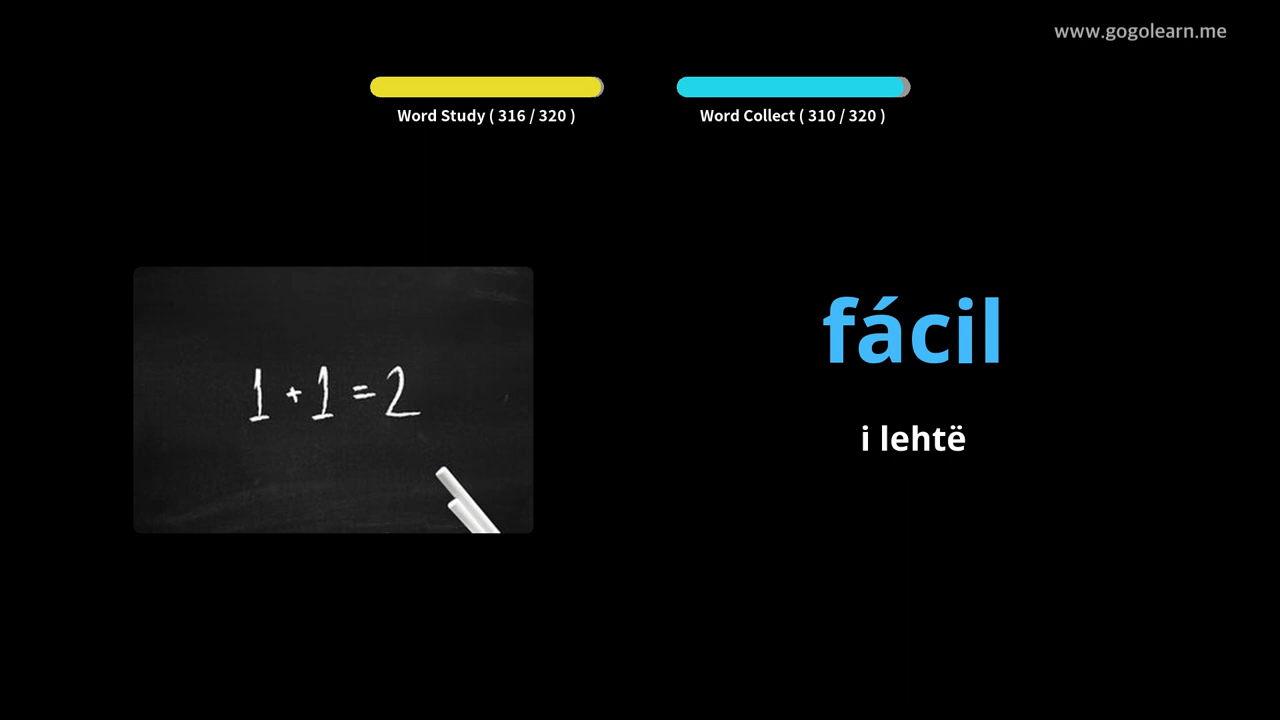 www.gogolearn.me
Word Study ( 316 / 320 )
Word Collect ( 310 / 320 )
1 + 1 = 2
fácil
i lehtë